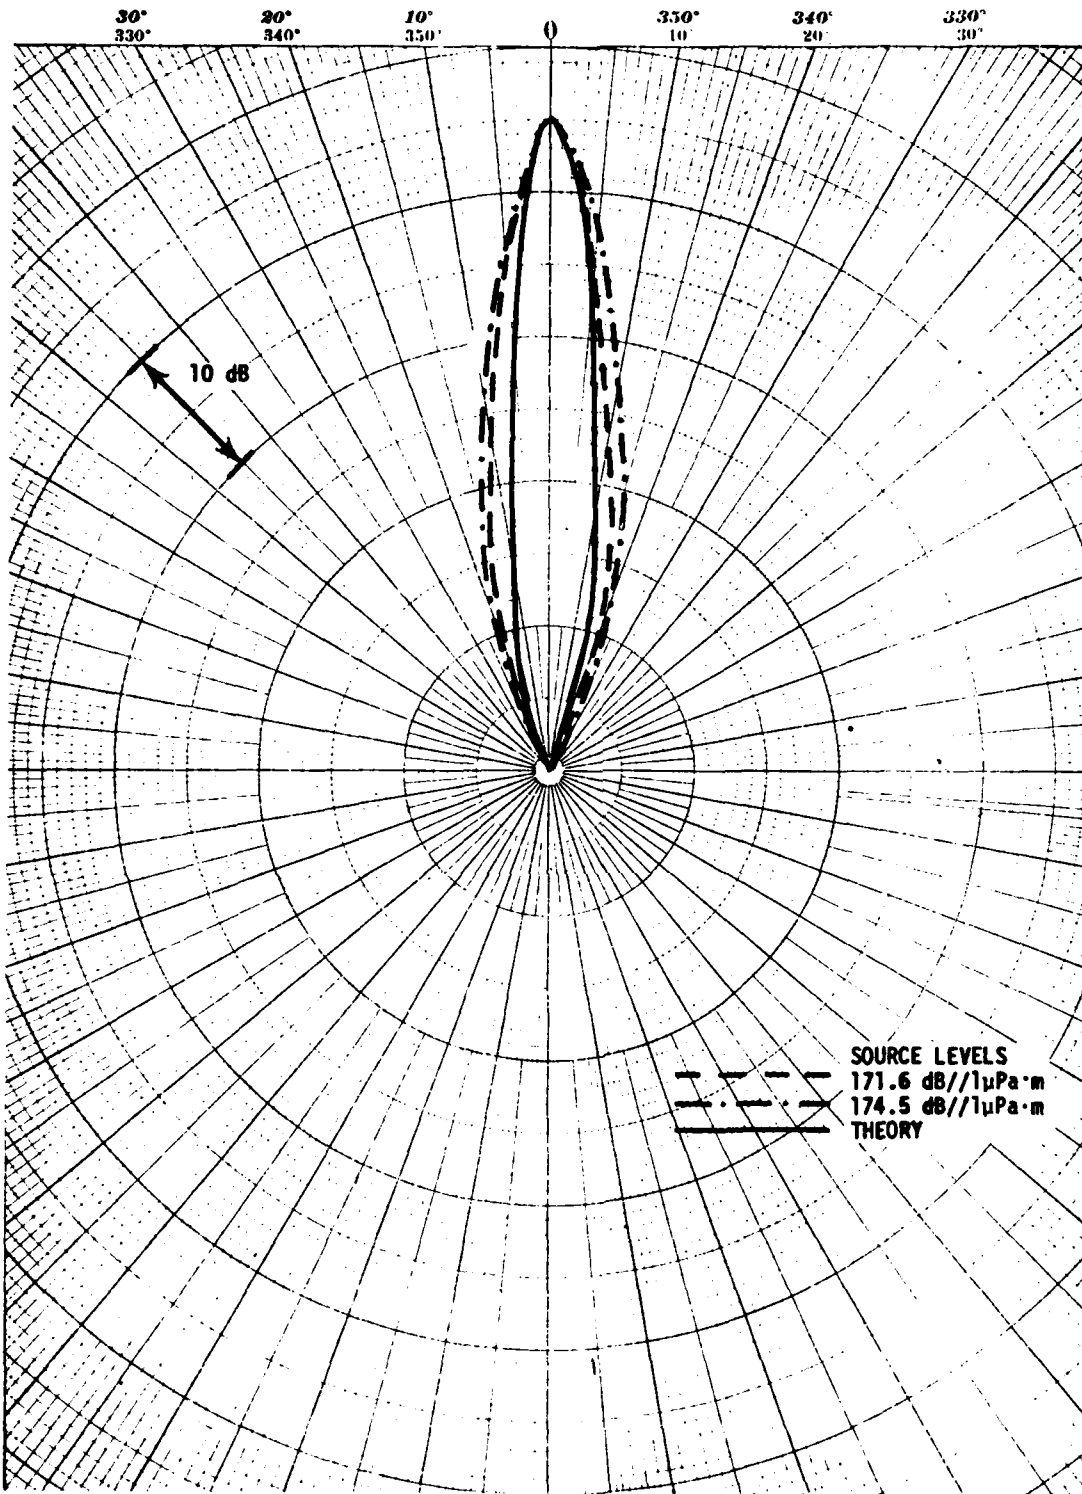 30° 20° 10° 0 350° 340° 330°
330° 340° 350° 10 20° 30°
10 dB
SOURCE LEVELS
171.6 dB//1μPa·m
174.5 dB//1μPa·m
THEORY